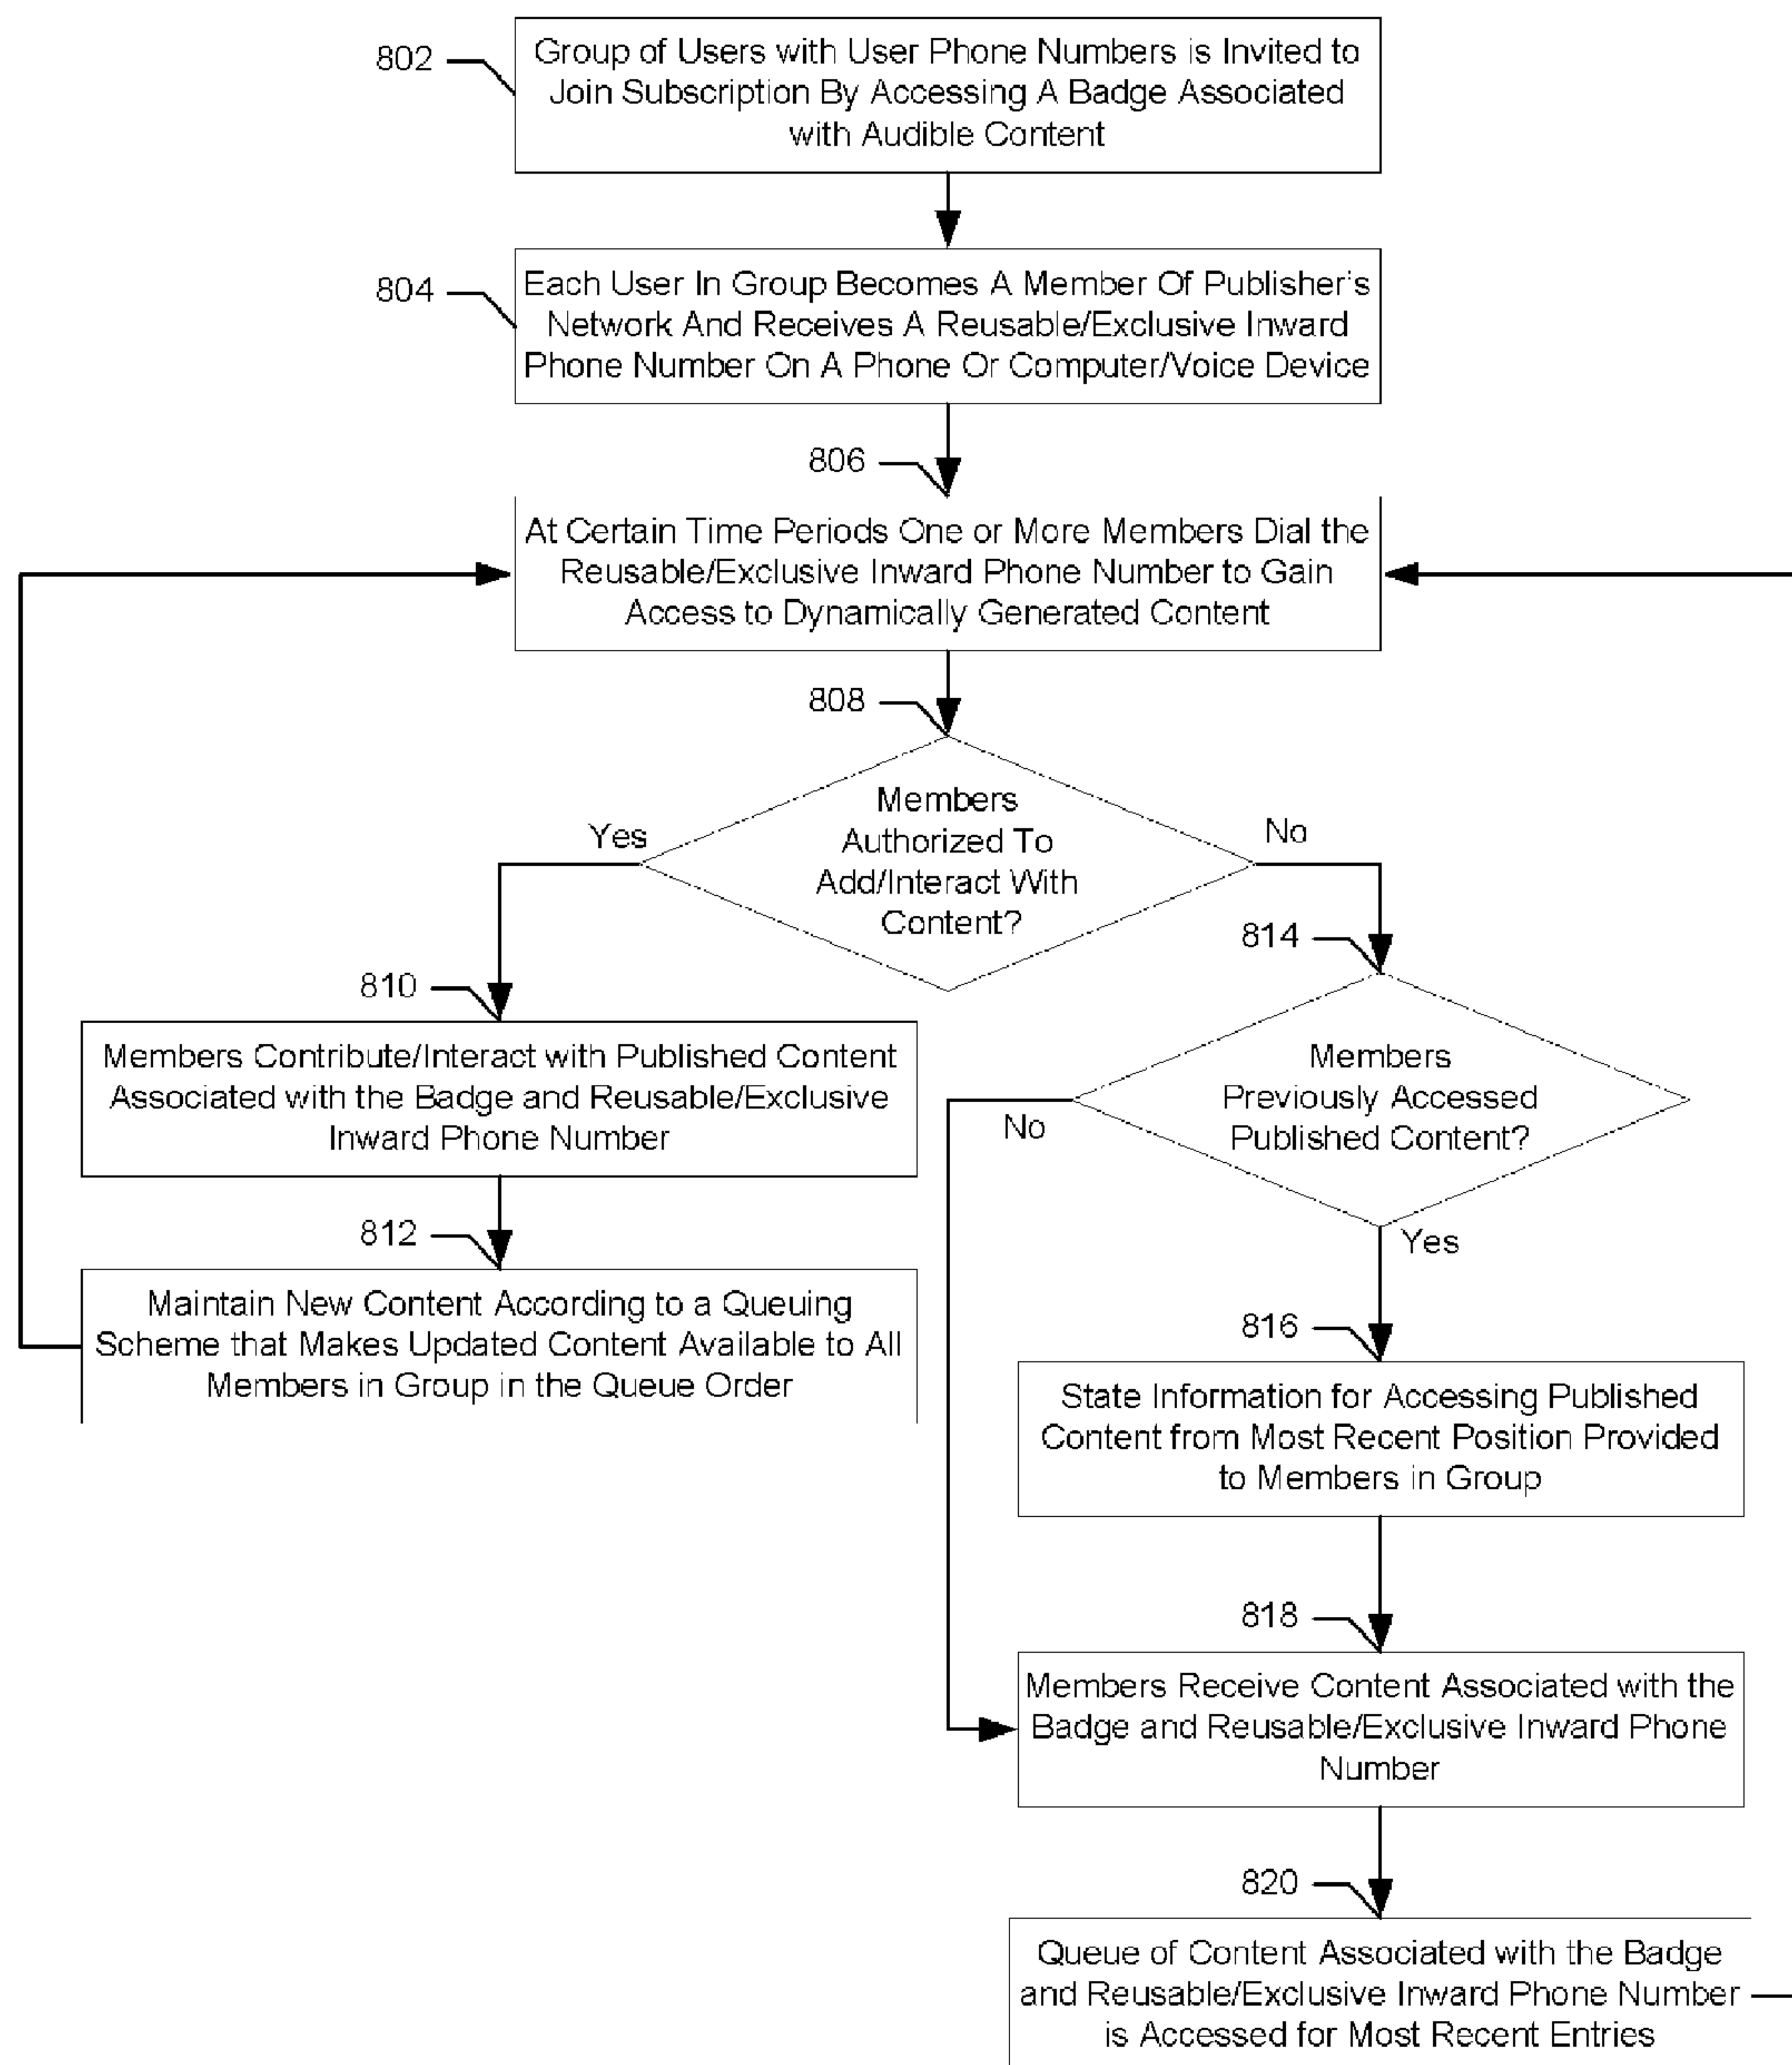 802
Group of Users with User Phone Numbers is Invited to
Join Subscription By Accessing A Badge Associated
with Audible Content
804
Each User In Group Becomes A Member Of Publisher's
Network And Receives A Reusable/Exclusive Inward
Phone Number On A Phone Or Computer/Voice Device
806
At Certain Time Periods One or More Members Dial the
Reusable/Exclusive Inward Phone Number to Gain
Access to Dynamically Generated Content
808
Members
Authorized To
Add/Interact With
Content?
Yes
No
810
Members Contribute/Interact with Published Content
Associated with the Badge and Reusable/Exclusive
Inward Phone Number
812
Maintain New Content According to a Queuing
Scheme that Makes Updated Content Available to All
Members in Group in the Queue Order
814
Members
Previously Accessed
Published Content?
No
Yes
816
State Information for Accessing Published
Content from Most Recent Position Provided
to Members in Group
818
Members Receive Content Associated with the
Badge and Reusable/Exclusive Inward Phone
Number
820
Queue of Content Associated with the Badge
and Reusable/Exclusive Inward Phone Number
is Accessed for Most Recent Entries